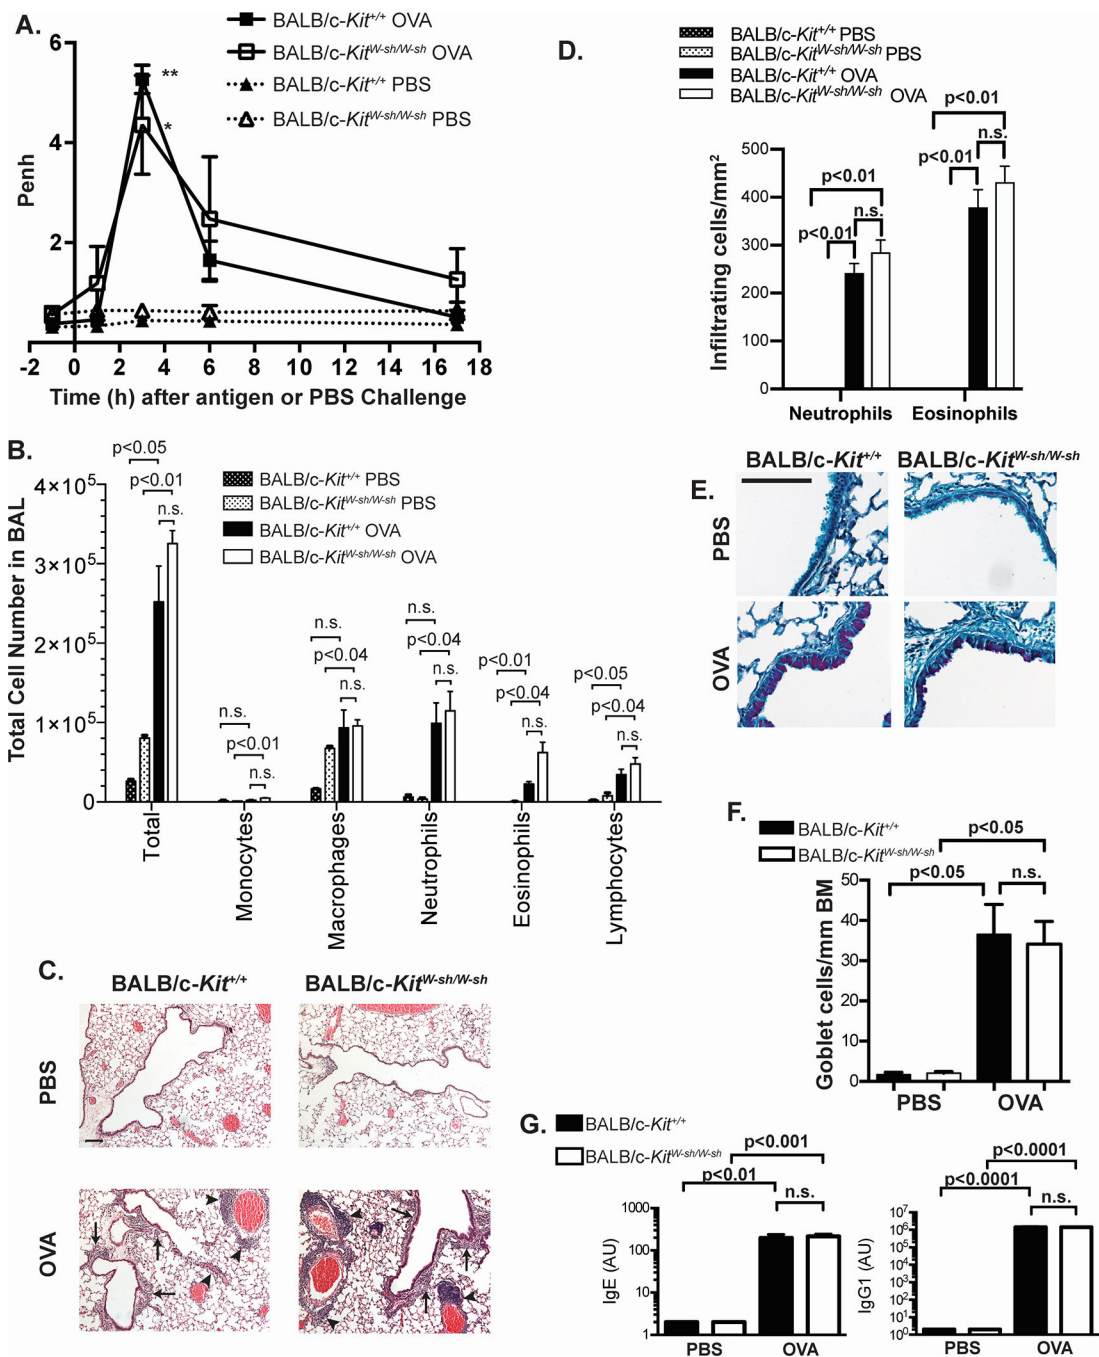 A.
BALB/c-Kit+/+ OVA
BALB/c-KitW-sh/W-sh OVA
BALB/c-Kit+/+ PBS
BALB/c-KitW-sh/W-sh PBS
6
4
2
**
*
Penh
-2 0 2 4 6 8 10 12 14 16 18
Time (h) after antigen or PBS Challenge
D.
BALB/c-Kit+/+ PBS
BALB/c-KitW-sh/W-sh PBS
BALB/c-Kit+/+ OVA
BALB/c-KitW-sh/W-sh OVA
p<0.01
n.s.
p<0.01
p<0.01
n.s.
p<0.01
Infiltrating cells/mm²
500
400
300
200
100
0
Neutrophils Eosinophils
B.
p<0.05
p<0.01
n.s.
BALB/c-Kit+/+ PBS
BALB/c-KitW-sh/W-sh PBS
BALB/c-Kit+/+ OVA
BALB/c-KitW-sh/W-sh OVA
Total Cell Number in BAL
4×10⁵
3×10⁵
2×10⁵
1×10⁵
0
n.s.
p<0.01
n.s.
n.s.
p<0.04
n.s.
n.s.
p<0.04
n.s.
p<0.01
p<0.04
n.s.
p<0.05
p<0.04
n.s.
Total
Monocytes
Macrophages
Neutrophils
Eosinophils
Lymphocytes
E.
BALB/c-Kit+/+ BALB/c-KitW-sh/W-sh
PBS
OVA
F.
BALB/c-Kit+/+
BALB/c-KitW-sh/W-sh
p<0.05
p<0.05
n.s.
Goblet cells/mm BM
50
40
30
20
10
0
PBS OVA
C.
BALB/c-Kit+/+ BALB/c-KitW-sh/W-sh
PBS
OVA
G.
BALB/c-Kit+/+
BALB/c-KitW-sh/W-sh
p<0.001
p<0.01
n.s.
IgE (AU)
1000
100
10
1
PBS OVA
p<0.0001
p<0.0001
n.s.
IgG1 (AU)
10⁶
10⁵
10⁴
10³
10²
10¹
10⁰
PBS OVA